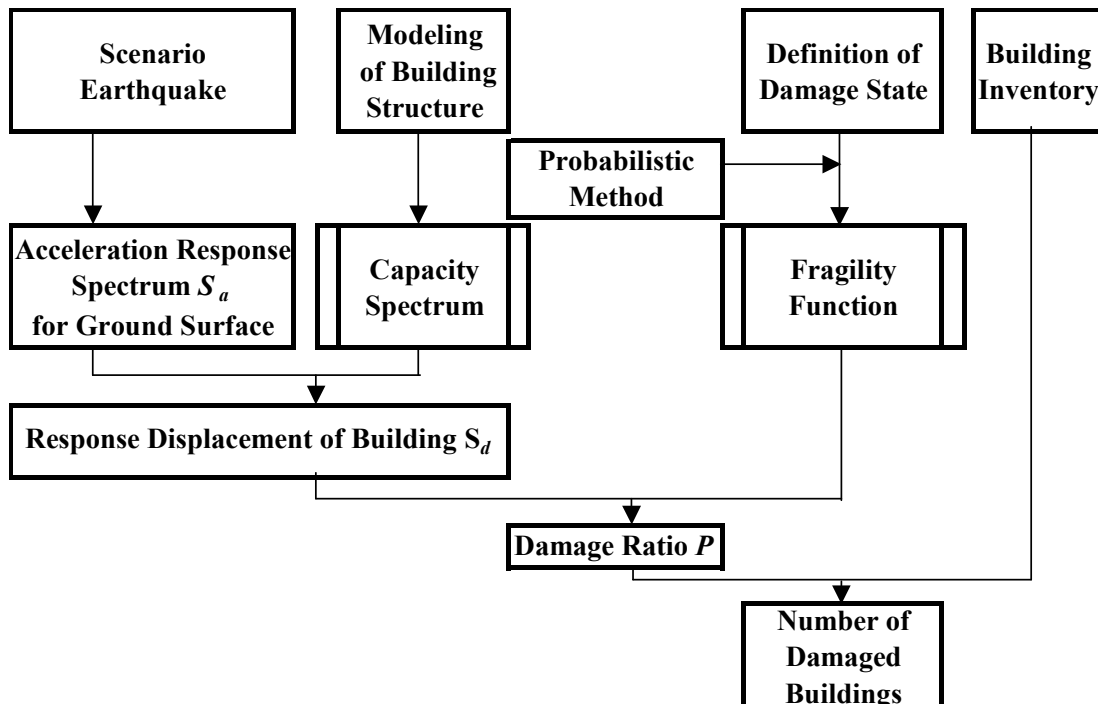 Scenario
Earthquake
Modeling
of Building
Structure
Definition of
Damage State
Building
Inventory
Probabilistic
Method
Acceleration Response
Spectrum S a
for Ground Surface
Capacity
Spectrum
Fragility
Function
Response Displacement of Building Sd
Damage Ratio P
Number of
Damaged
Buildings